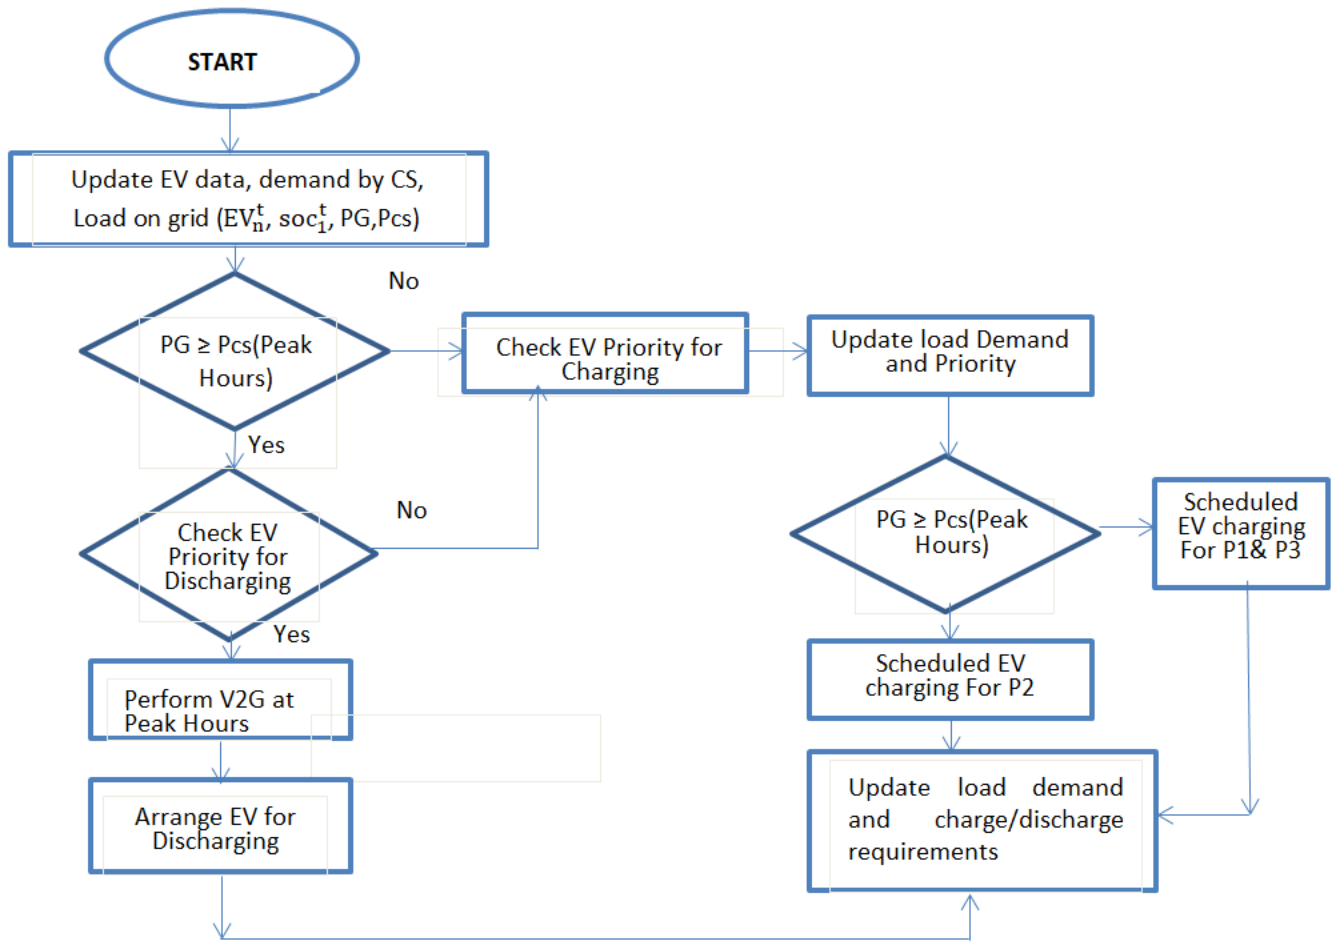 START
Update EV data, demand by CS,
Load on grid (EVₙᵗ, soc₁ᵗ, PG,Pcs)
No
PG ≥ Pcs(Peak
Hours)
Yes
Check EV Priority for
Charging
Update load Demand
and Priority
Check EV
Priority for
Discharging
No
Yes
PG ≥ Pcs(Peak
Hours)
Scheduled
EV charging
For P1& P3
Perform V2G at
Peak Hours
Scheduled EV
charging For P2
Arrange EV for
Discharging
Update load demand
and charge/discharge
requirements